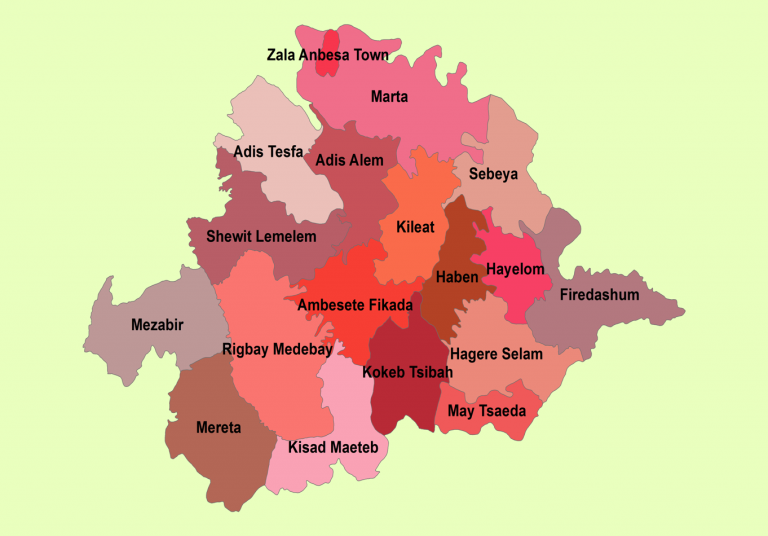 Zala Anbesa Town
Marta
Adis Tesfa
Adis Alem
Sebeya
Kileat
Shewit Lemelem
Hayelom
Haben
Firedashum
Ambesete Fikada
Mezabir
Rigbay Medebay
Hagere Selam
Kokeb Tsibah
May Tsaeda
Mereta
Kisad Maeteb